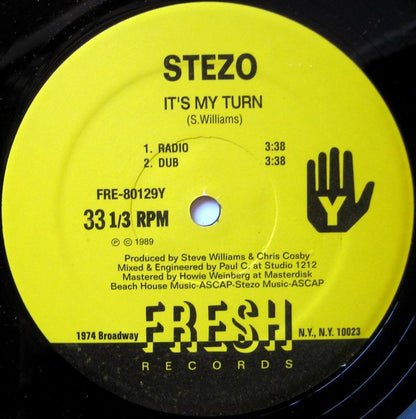 STEZO
IT'S MY TURN
(S.Williams)
1. RADIO 3:38
2. DUB 3:38
Y
FRE-80129Y
33 1/3 RPM
℗ © 1989
Produced by Steve Williams & Chris Cosby
Mixed & Engineered by Paul C. at Studio 1212
Mastered by Howie Weinberg at Masterdisk
Beach House Music-ASCAP-Stezo Music-ASCAP
1974 Broadway FRESH N.Y., N.Y. 10023
RECORDS